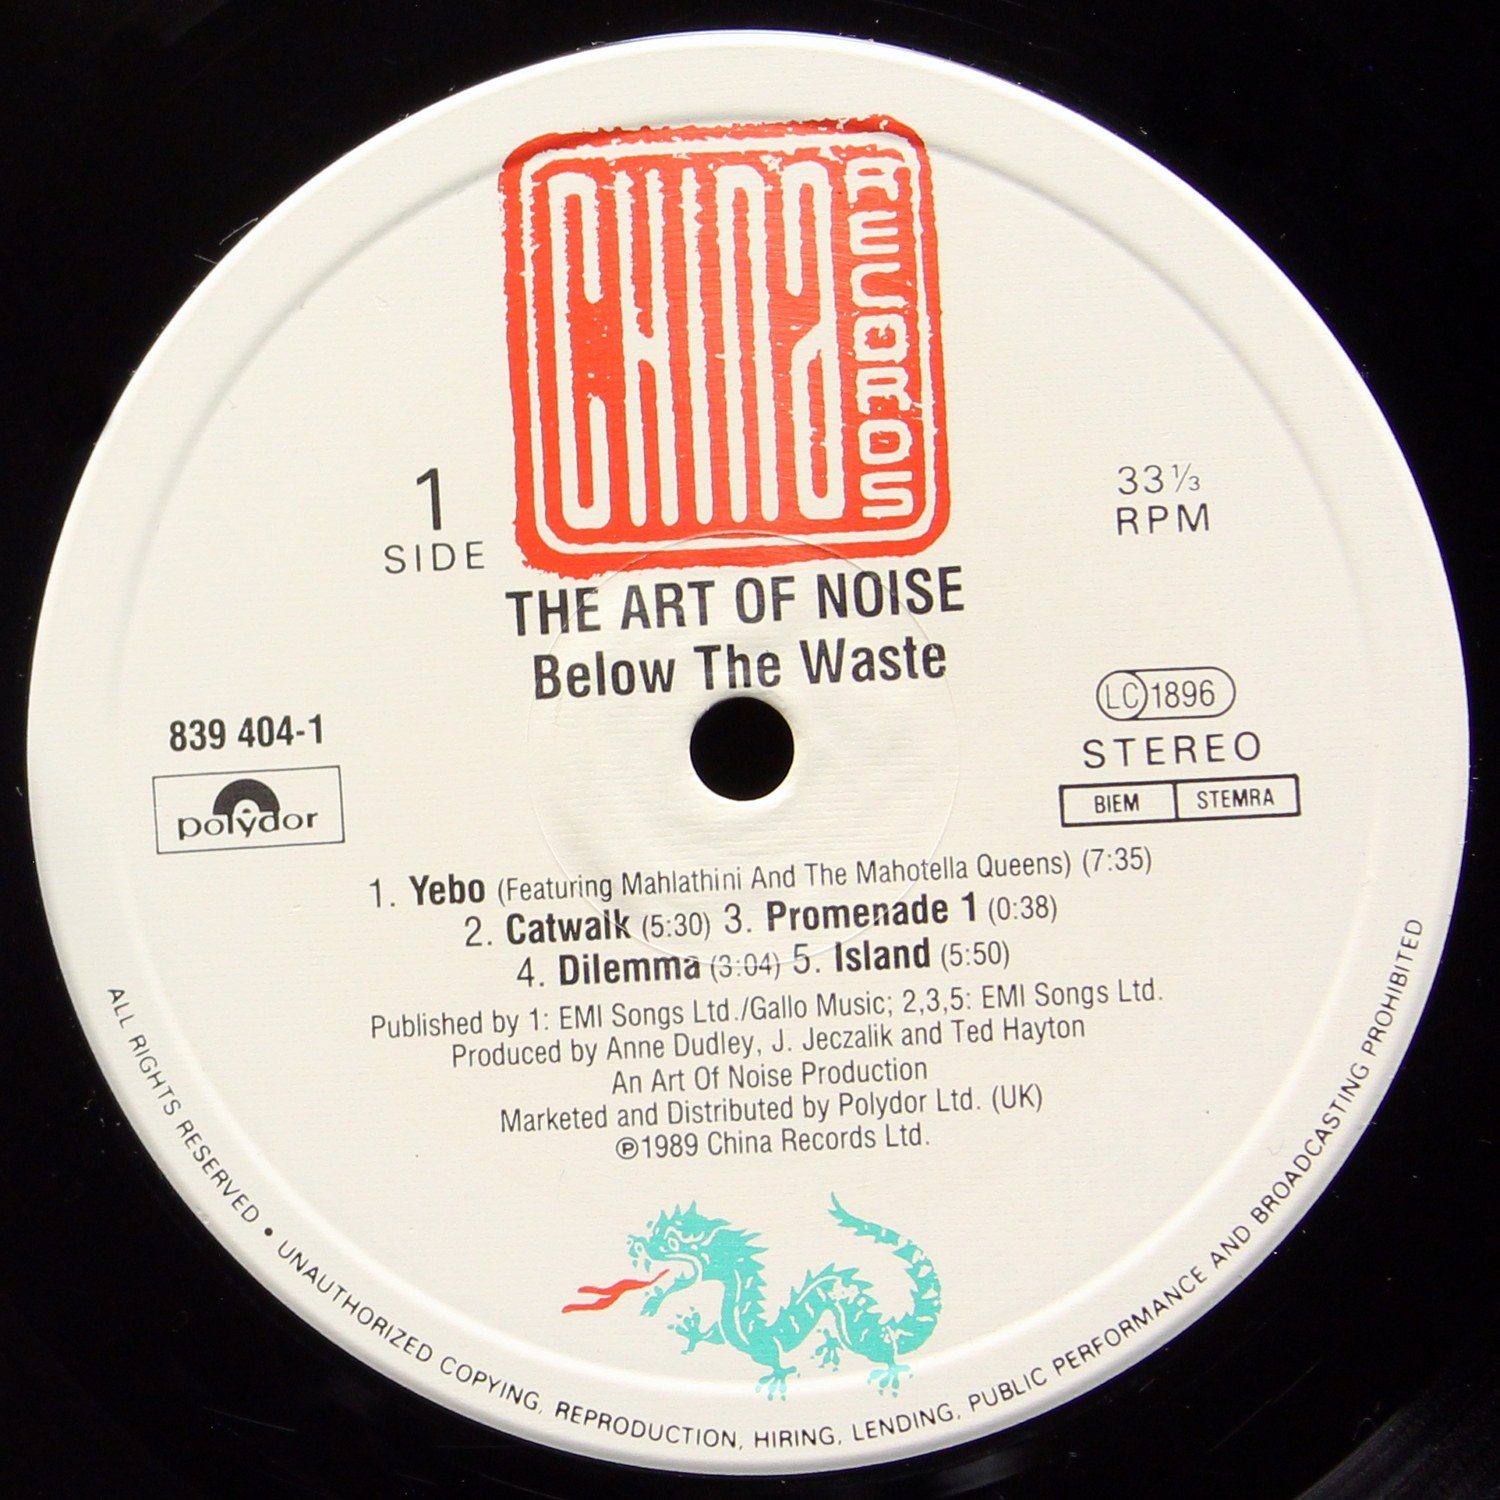 CHINA
RECORDS
1
SIDE
33 ⅓
RPM
THE ART OF NOISE
Below The Waste
839 404-1
polydor
LC 1896
STEREO
BIEM STEMRA
1. Yebo (Featuring Mahlathini And The Mahotella Queens) (7:35)
2. Catwalk (5:30) 3. Promenade 1 (0:38)
4. Dilemma (3:04) 5. Island (5:50)
Published by 1: EMI Songs Ltd./Gallo Music; 2,3,5: EMI Songs Ltd.
Produced by Anne Dudley, J. Jeczalik and Ted Hayton
An Art Of Noise Production
Marketed and Distributed by Polydor Ltd. (UK)
℗1989 China Records Ltd.
ALL RIGHTS RESERVED • UNAUTHORIZED COPYING, REPRODUCTION, HIRING, LENDING, PUBLIC PERFORMANCE AND BROADCASTING PROHIBITED